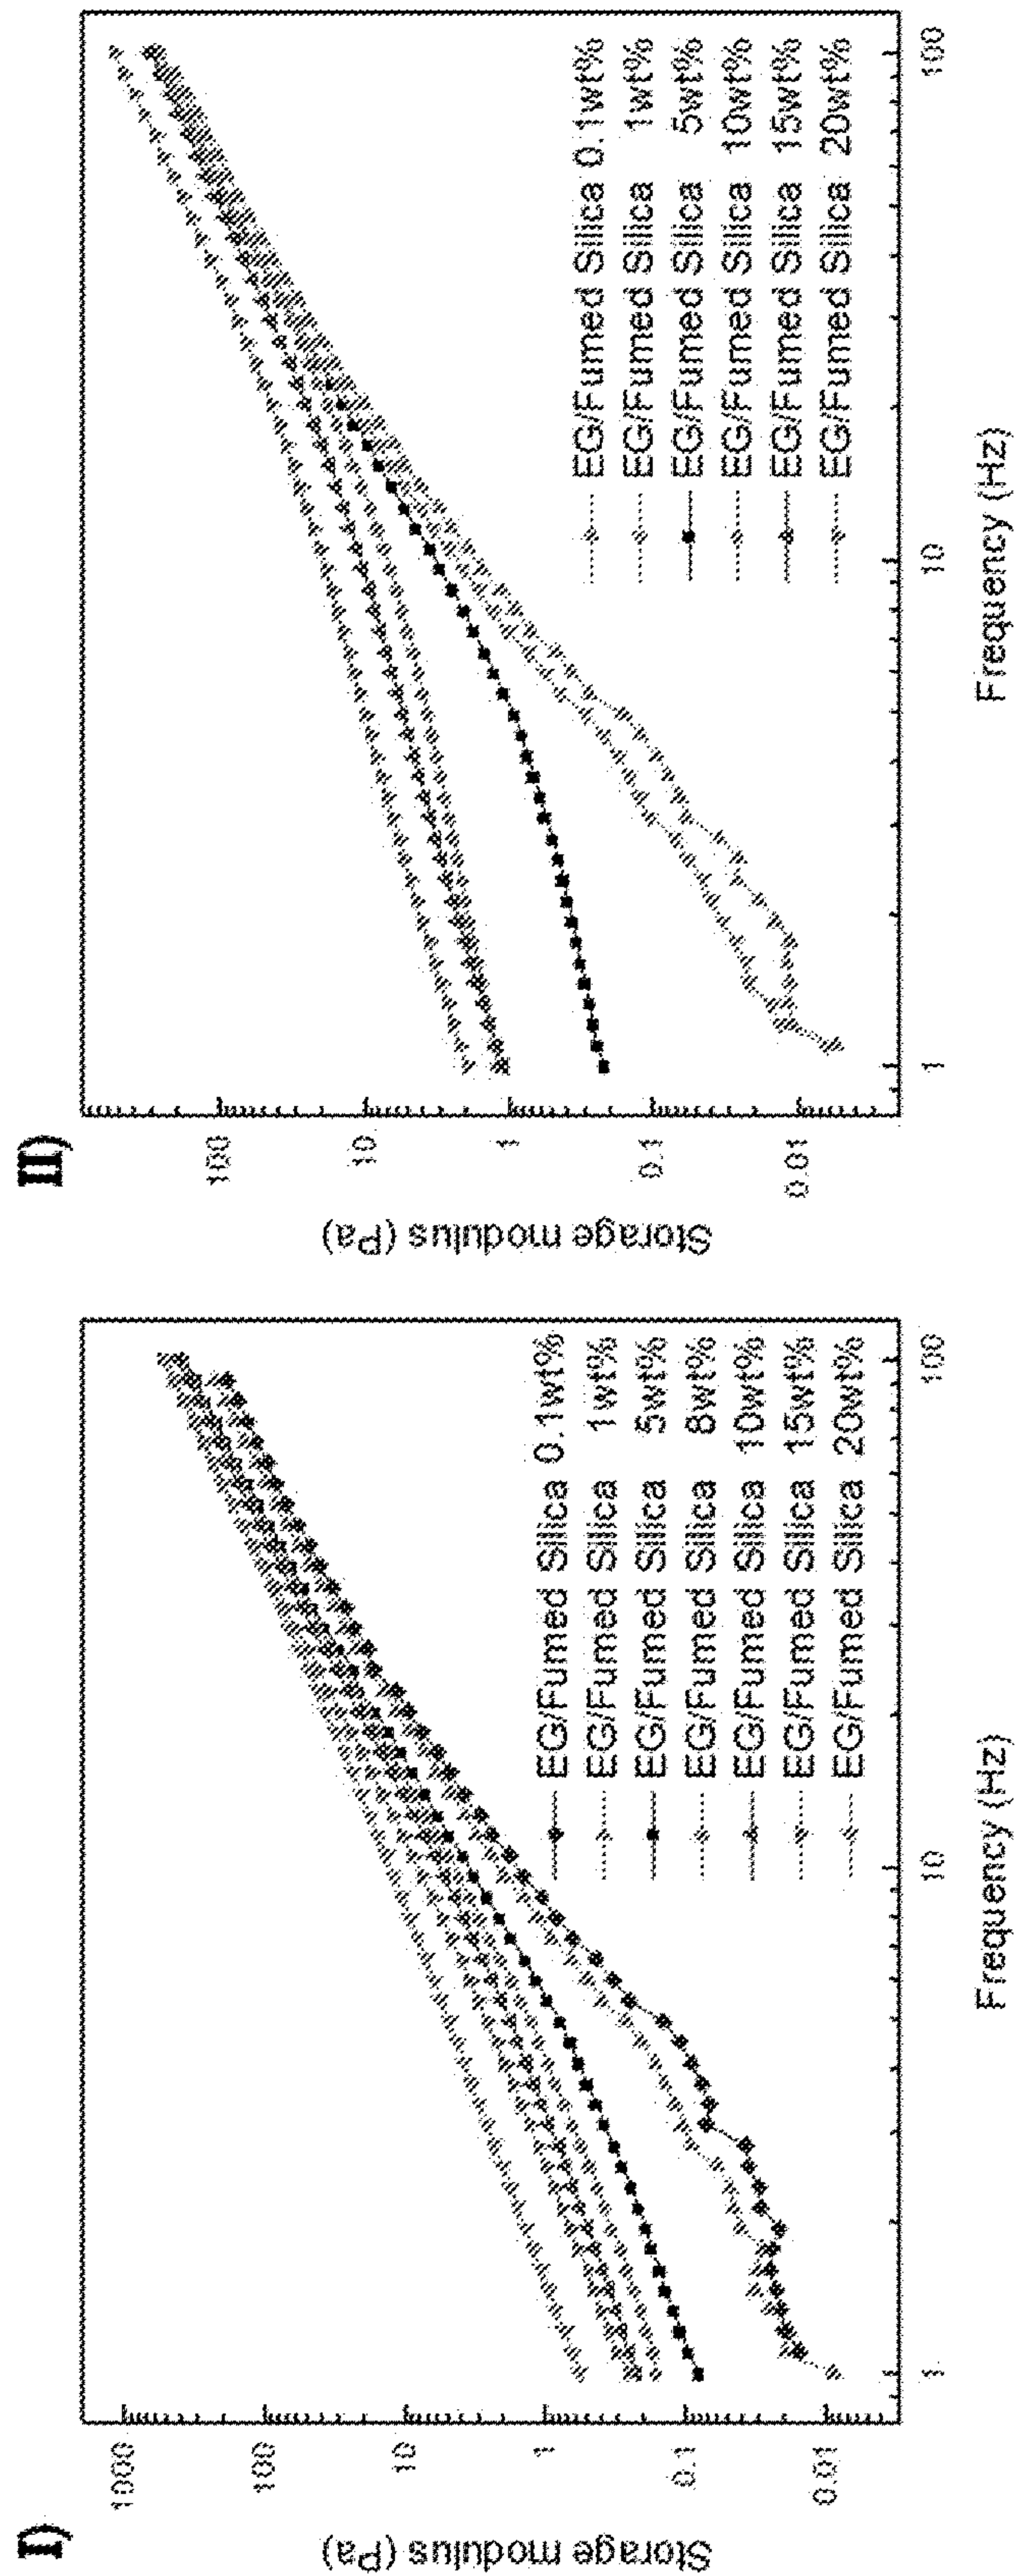 I)
Storage modulus (Pa)
1000
100
10
1
0.1
0.01
EG/Fumed Silica 0.1wt%
EG/Fumed Silica 1wt%
EG/Fumed Silica 5wt%
EG/Fumed Silica 8wt%
EG/Fumed Silica 10wt%
EG/Fumed Silica 15wt%
EG/Fumed Silica 20wt%
1
10
100
Frequency (Hz)
II)
Storage modulus (Pa)
100
10
1
0.1
0.01
EG/Fumed Silica 0.1wt%
EG/Fumed Silica 1wt%
EG/Fumed Silica 5wt%
EG/Fumed Silica 10wt%
EG/Fumed Silica 15wt%
EG/Fumed Silica 20wt%
1
10
100
Frequency (Hz)